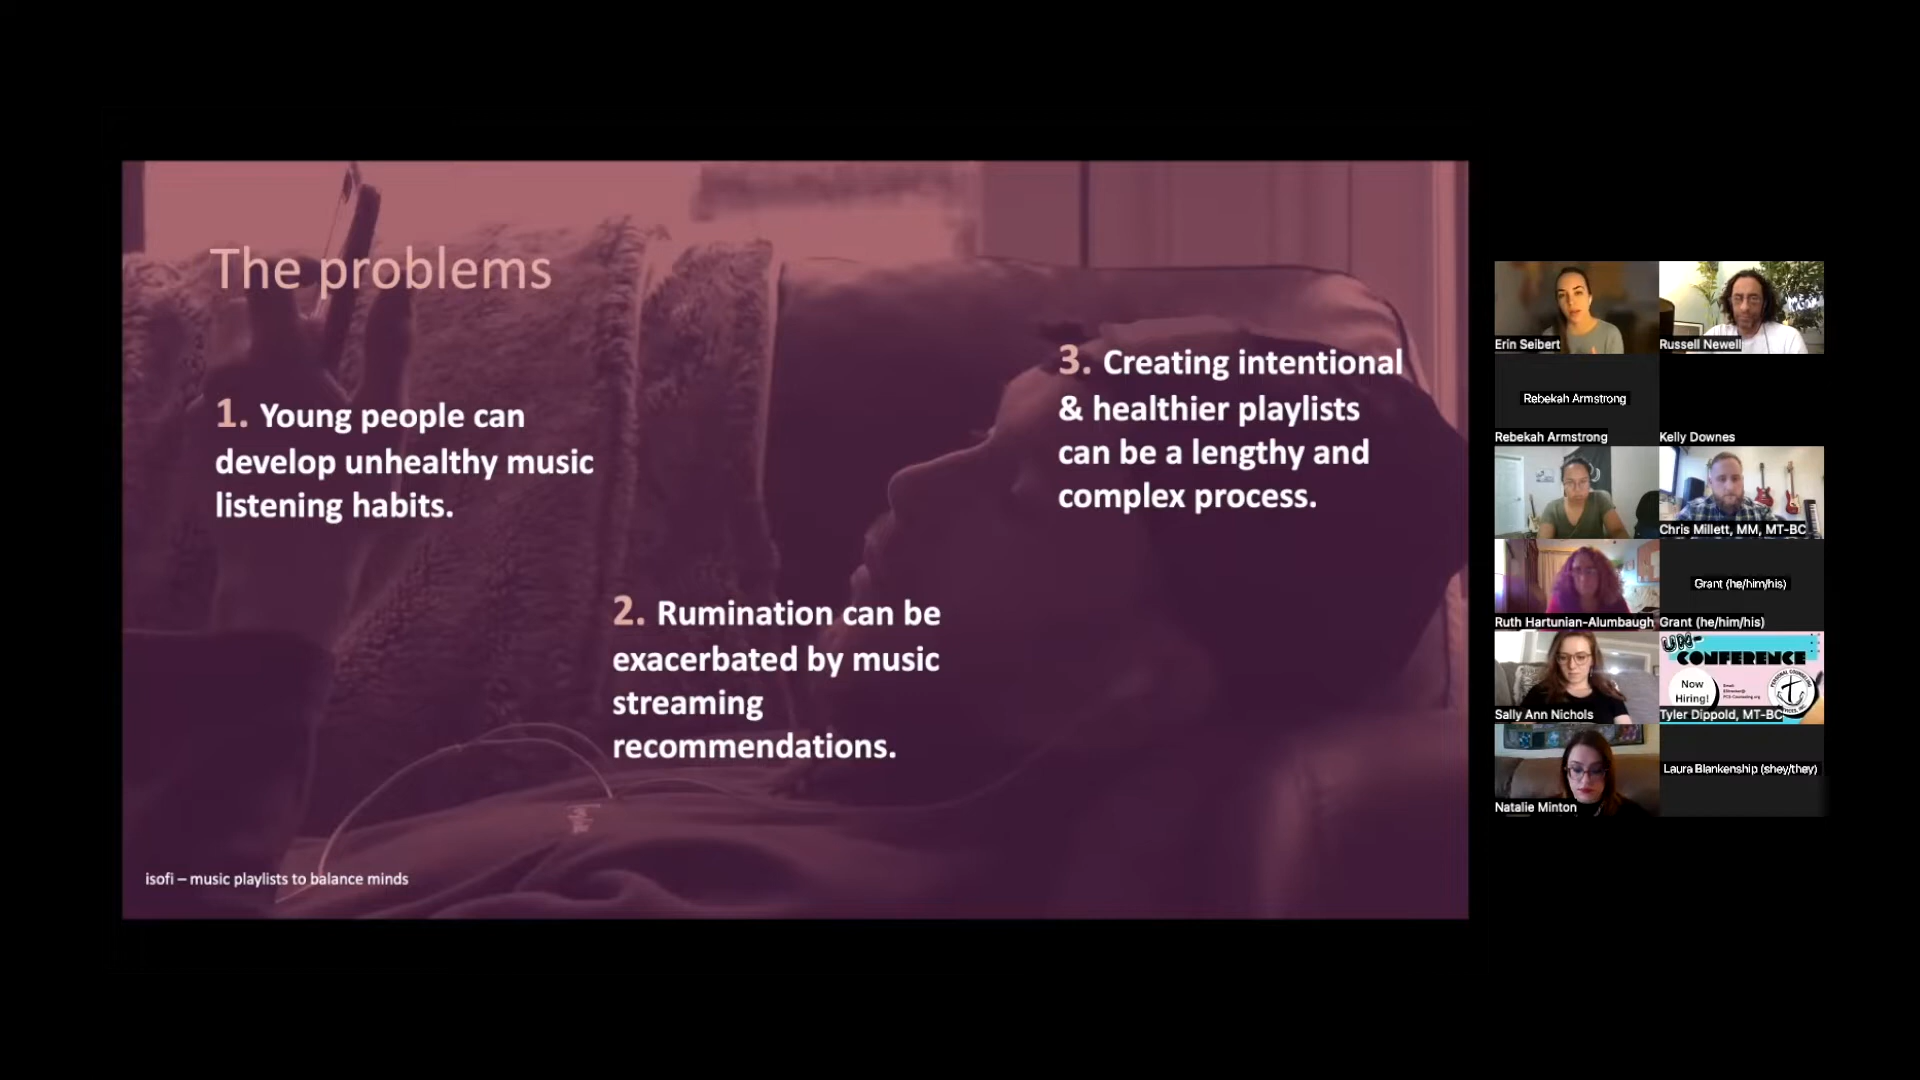 The problems
1. Young people can
develop unhealthy music
listening habits.
2. Rumination can be
exacerbated by music
streaming
recommendations.
3. Creating intentional
& healthier playlists
can be a lengthy and
complex process.
isofi – music playlists to balance minds
Erin Seibert
Russell Newell
Rebekah Armstrong
Rebekah Armstrong
Kelly Downes
Chris Millett, MM, MT-BC
Ruth Hartunian-Alumbaugh
Grant (he/him/his)
Grant (he/him/his)
Sally Ann Nichols
UN-
CONFERENCE
Now
Hiring!
Tyler Dippold, MT-BC
Natalie Minton
Laura Blankenship (shey/they)